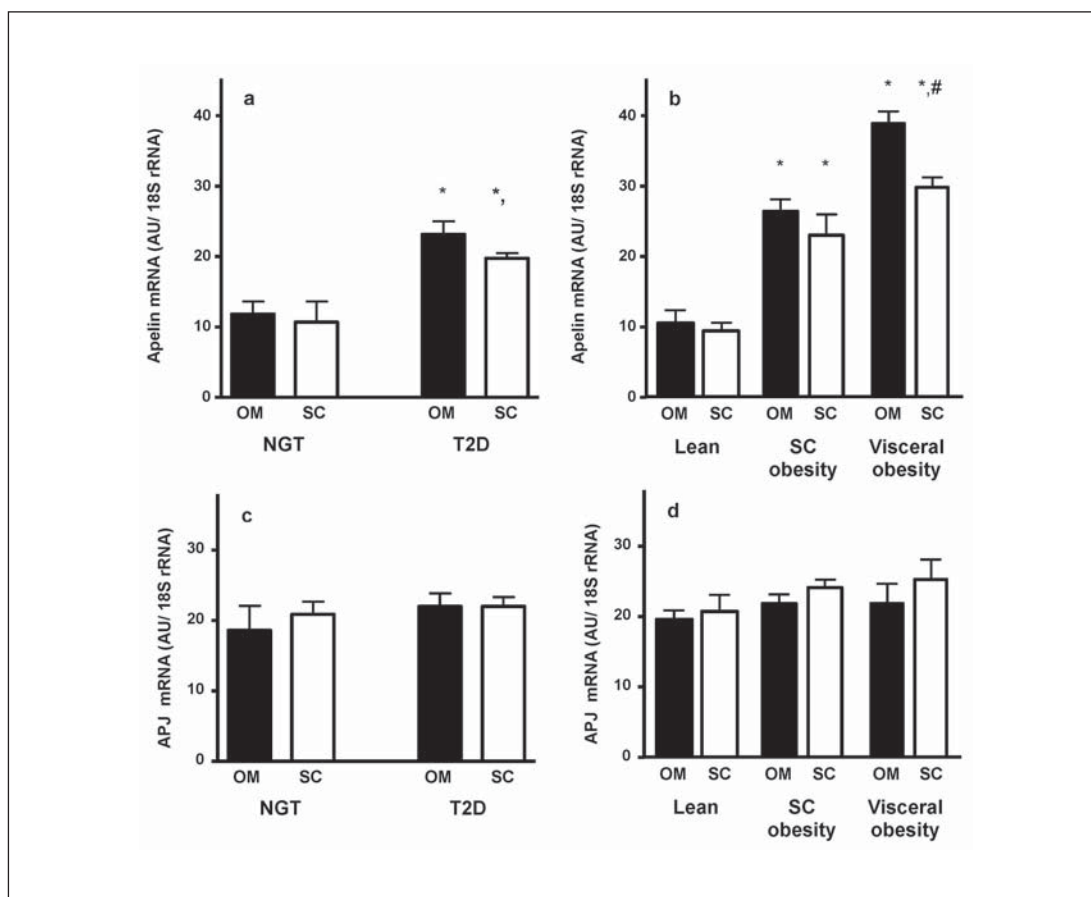 a
Apelin mRNA (AU/ 18S rRNA)
40
30
20
10
0
* *,
OM SC OM SC
NGT T2D
b
Apelin mRNA (AU/ 18S rRNA)
40
30
20
10
0
* * * *,#
OM SC OM SC OM SC
Lean SC obesity Visceral obesity
c
APJ mRNA (AU/ 18S rRNA)
30
20
10
0
OM SC OM SC
NGT T2D
d
APJ mRNA (AU/ 18S rRNA)
30
20
10
0
OM SC OM SC OM SC
Lean SC obesity Visceral obesity